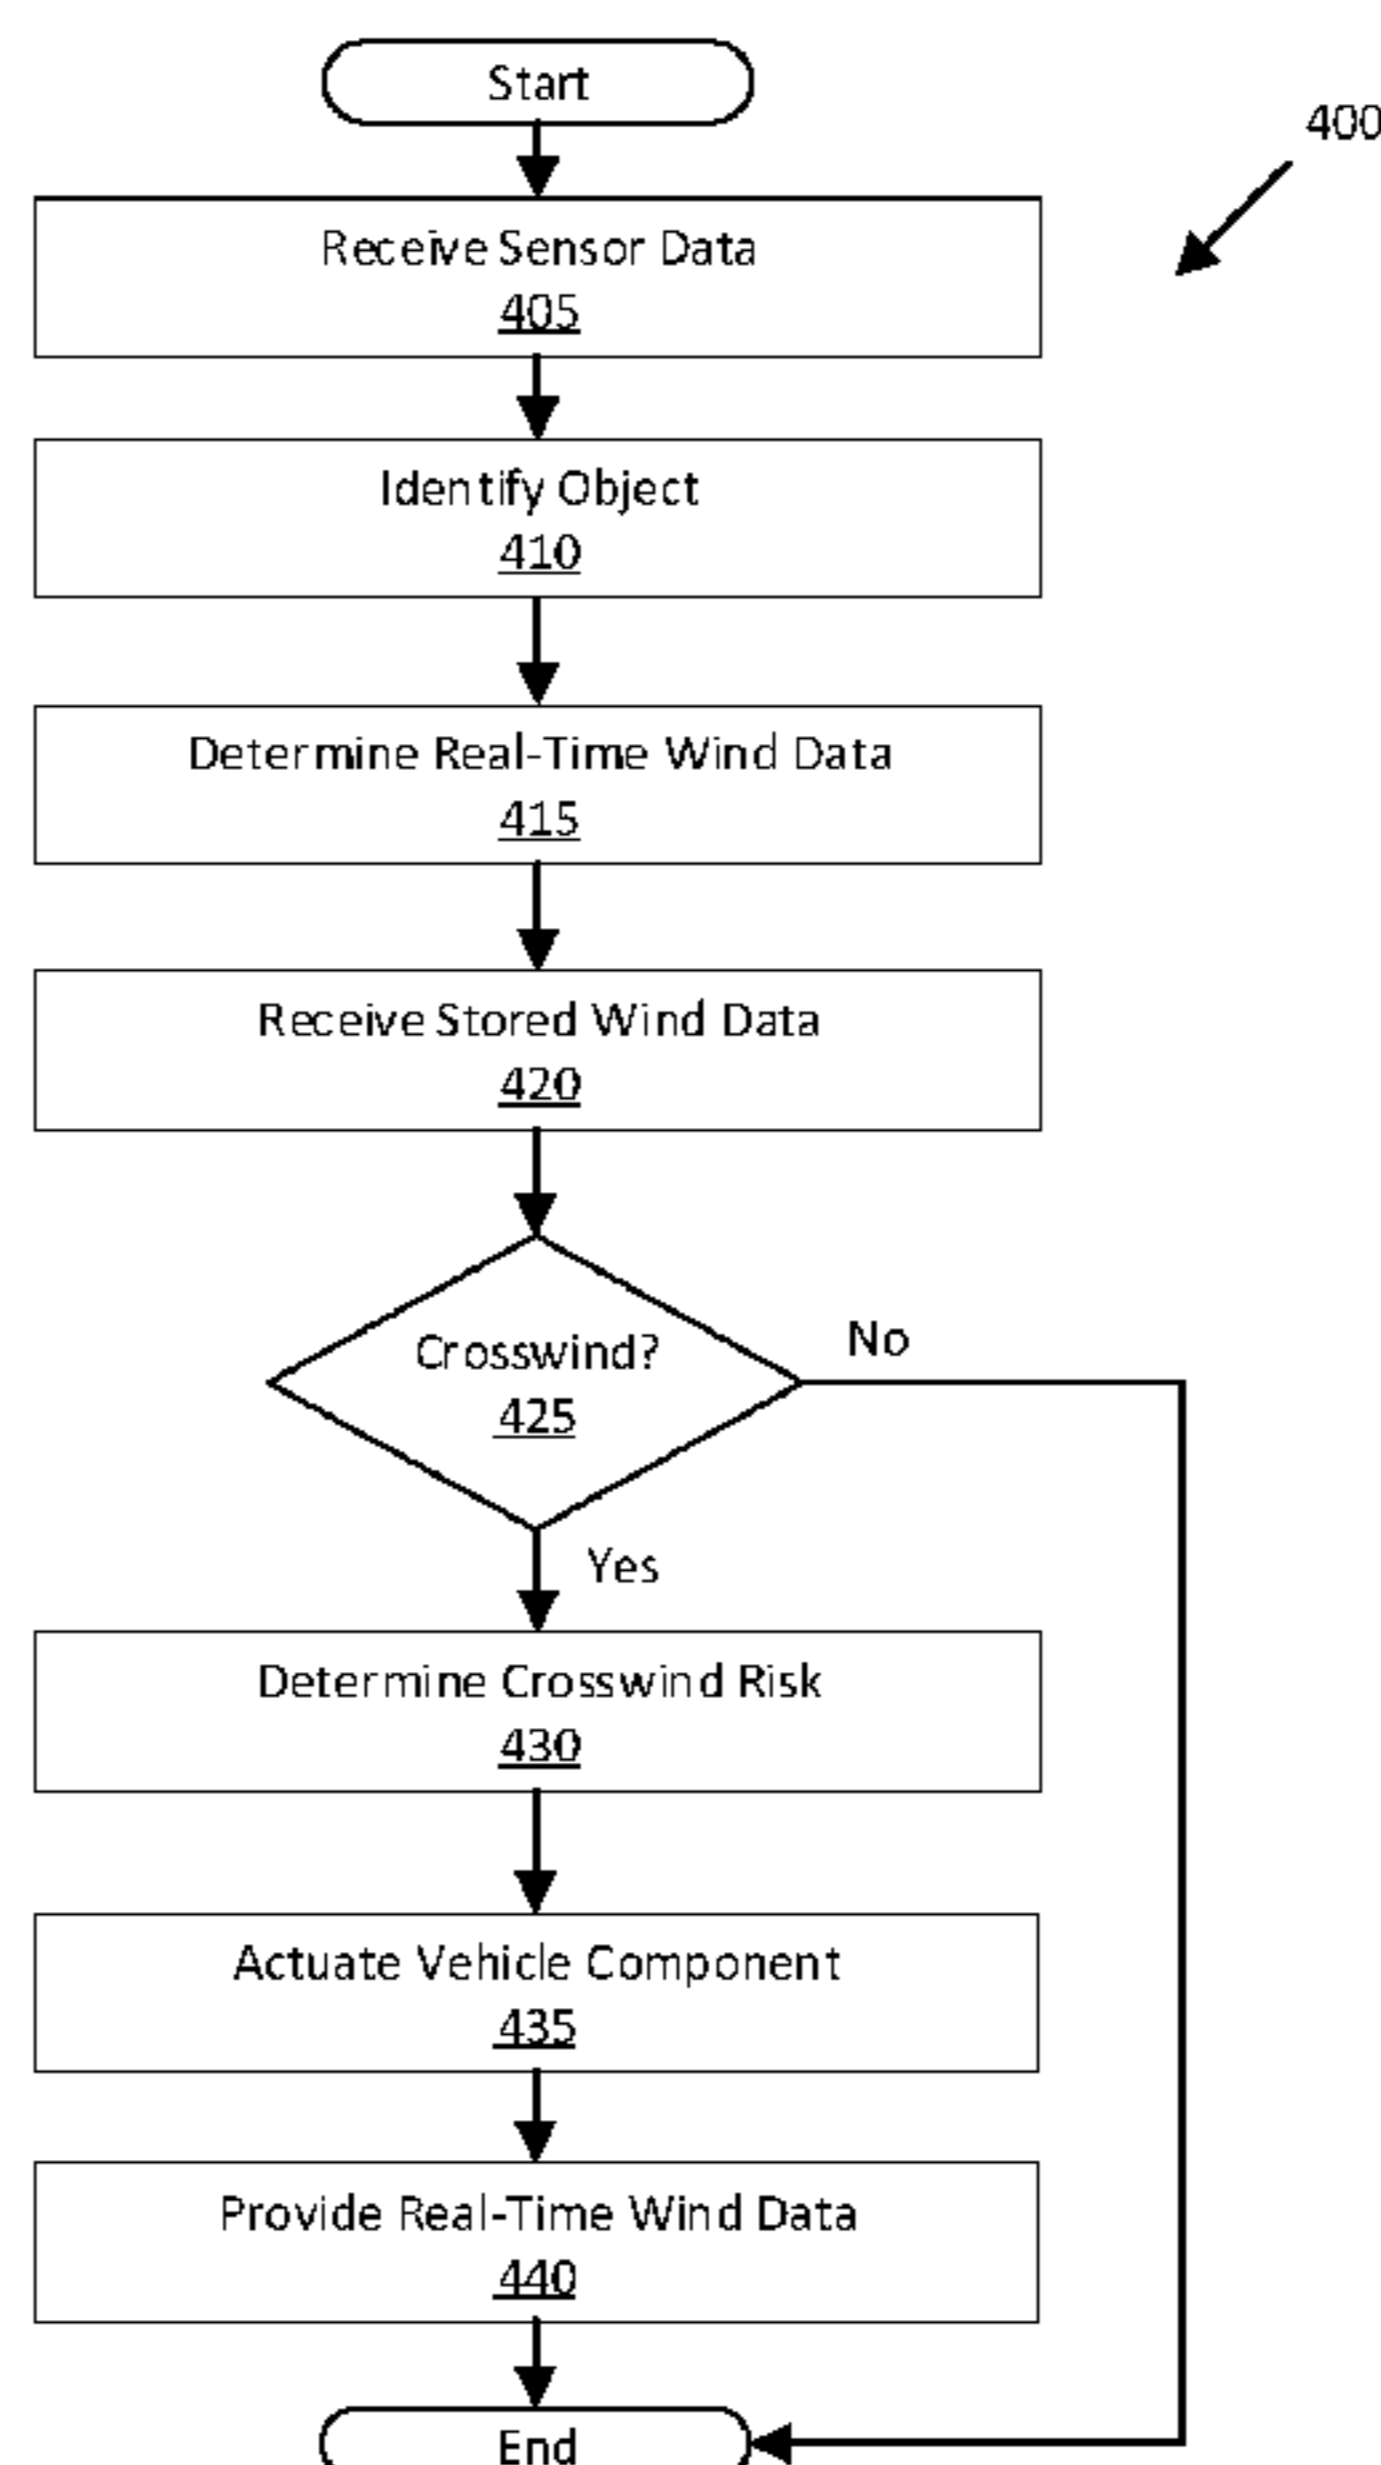 Start
400
Receive Sensor Data
405
Identify Object
410
Determine Real-Time Wind Data
415
Receive Stored Wind Data
420
Crosswind?
425
No
Yes
Determine Crosswind Risk
430
Actuate Vehicle Component
435
Provide Real-Time Wind Data
440
End